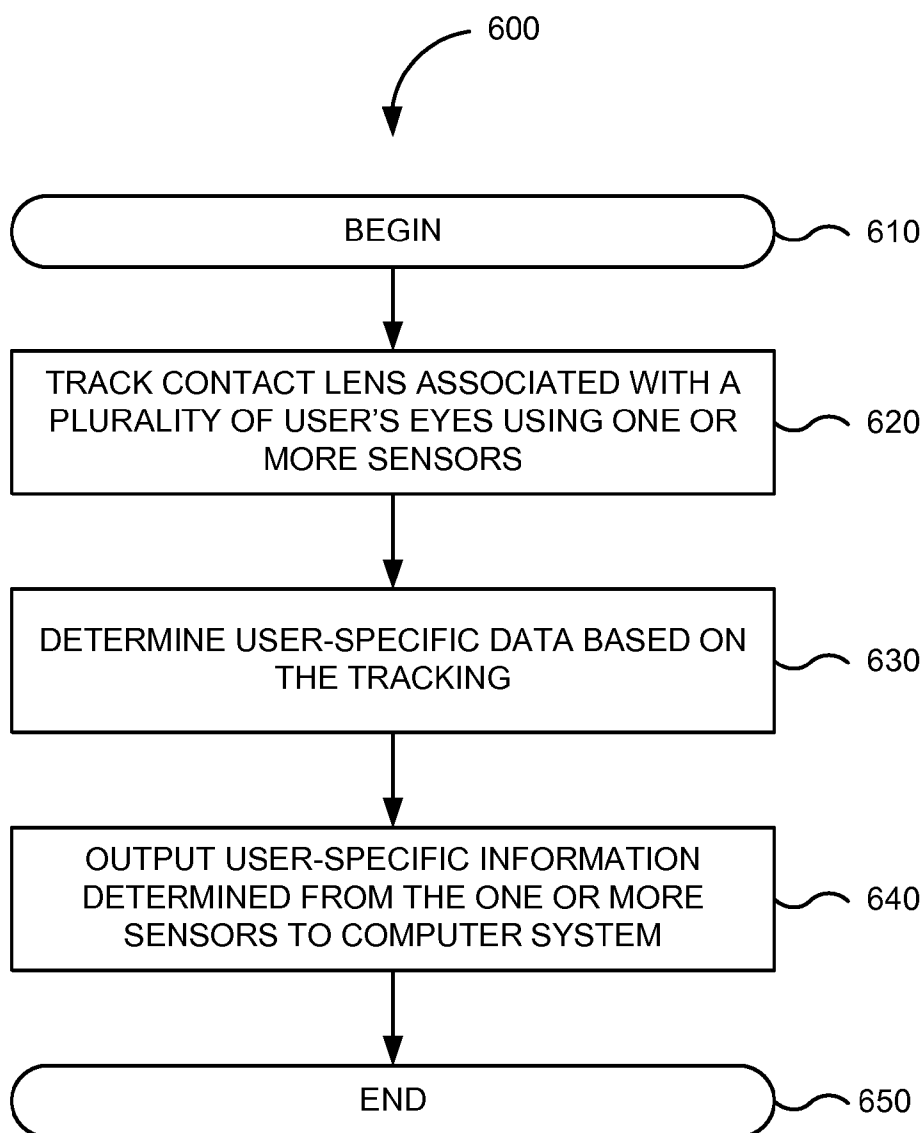 600
BEGIN
610
TRACK CONTACT LENS ASSOCIATED WITH A
PLURALITY OF USER'S EYES USING ONE OR
MORE SENSORS
620
DETERMINE USER-SPECIFIC DATA BASED ON
THE TRACKING
630
OUTPUT USER-SPECIFIC INFORMATION
DETERMINED FROM THE ONE OR MORE
SENSORS TO COMPUTER SYSTEM
640
END
650